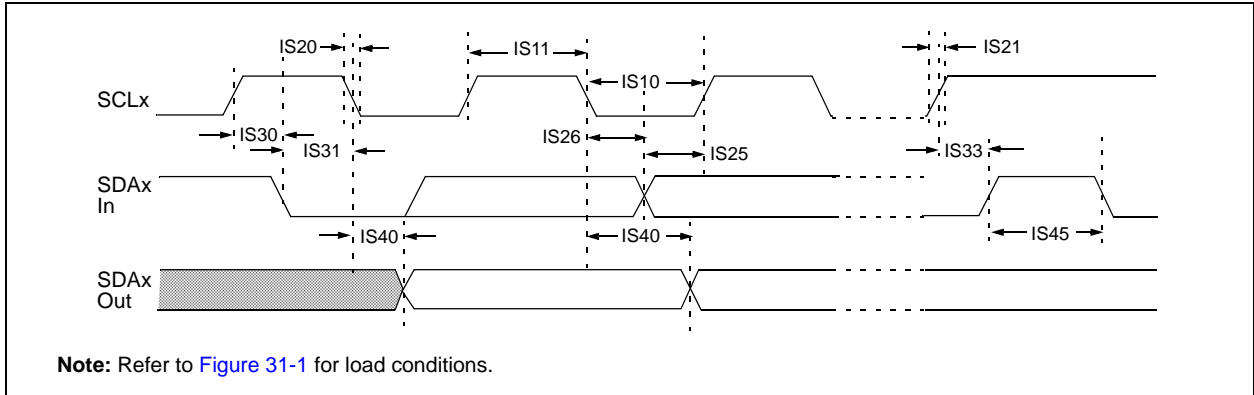 IS20
IS11
IS21
IS10
SCLx
IS30
IS26
IS31
IS25
IS33
SDAx
In
IS40
IS40
IS45
SDAx
Out
Note: Refer to Figure 31-1 for load conditions.